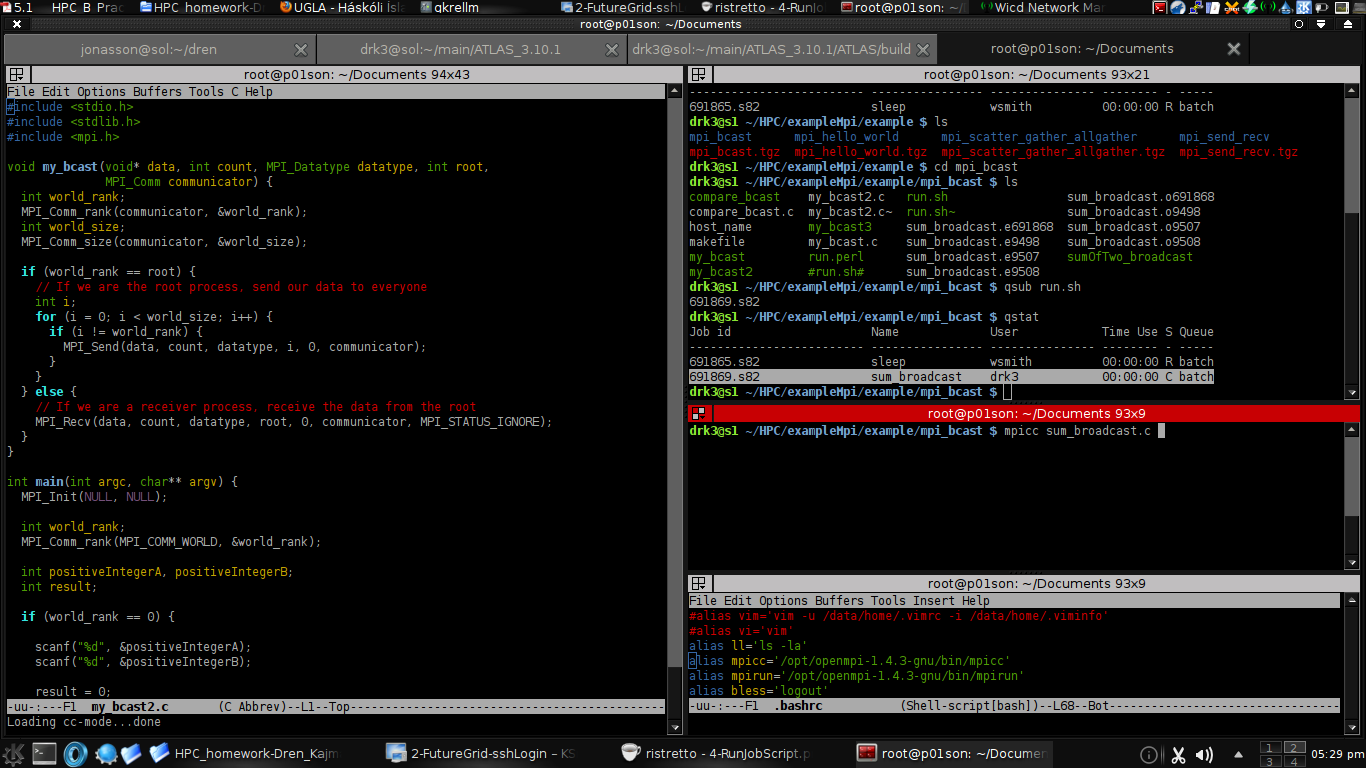 5.1 HPC_B_Prac HPC_homework-D UGLA - Háskóli Ísla gkrellm 2-FutureGrid-sshL ristretto - 4-RunJ root@p01son: ~/D Wicd Network Mar
root@p01son: ~/Documents
jonasson@sol:~/dren drk3@sol:~/main/ATLAS_3.10.1 drk3@sol:~/main/ATLAS_3.10.1/ATLAS/build root@p01son: ~/Documents
root@p01son: ~/Documents 94x43
File Edit Options Buffers Tools C Help
#include <stdio.h>
#include <stdlib.h>
#include <mpi.h>
void my_bcast(void* data, int count, MPI_Datatype datatype, int root,
MPI_Comm communicator) {
int world_rank;
MPI_Comm_rank(communicator, &world_rank);
int world_size;
MPI_Comm_size(communicator, &world_size);
if (world_rank == root) {
// If we are the root process, send our data to everyone
int i;
for (i = 0; i < world_size; i++) {
if (i != world_rank) {
MPI_Send(data, count, datatype, i, 0, communicator);
}
}
} else {
// If we are a receiver process, receive the data from the root
MPI_Recv(data, count, datatype, root, 0, communicator, MPI_STATUS_IGNORE);
}
}
int main(int argc, char** argv) {
MPI_Init(NULL, NULL);
int world_rank;
MPI_Comm_rank(MPI_COMM_WORLD, &world_rank);
int positiveIntegerA, positiveIntegerB;
int result;
if (world_rank == 0) {
scanf("%d", &positiveIntegerA);
scanf("%d", &positiveIntegerB);
result = 0;
-uu-:---F1 my_bcast2.c (C Abbrev)--L1--Top---
Loading cc-mode...done
root@p01son: ~/Documents 93x21
691865.s82 sleep wsmith 00:00:00 R batch
drk3@s1 ~/HPC/exampleMpi/example $ ls
mpi_bcast mpi_hello_world mpi_scatter_gather_allgather mpi_send_recv
mpi_bcast.tgz mpi_hello_world.tgz mpi_scatter_gather_allgather.tgz mpi_send_recv.tgz
drk3@s1 ~/HPC/exampleMpi/example $ cd mpi_bcast
drk3@s1 ~/HPC/exampleMpi/example/mpi_bcast $ ls
compare_bcast my_bcast2.c run.sh sum_broadcast.o691868
compare_bcast.c my_bcast2.c~ run.sh~ sum_broadcast.o9498
host_name my_bcast3 sum_broadcast.e691868 sum_broadcast.o9507
makefile my_bcast.c sum_broadcast.e9498 sum_broadcast.o9508
my_bcast run.perl sum_broadcast.e9507 sumOfTwo_broadcast
my_bcast2 #run.sh# sum_broadcast.e9508
drk3@s1 ~/HPC/exampleMpi/example/mpi_bcast $ qsub run.sh
691869.s82
drk3@s1 ~/HPC/exampleMpi/example/mpi_bcast $ qstat
Job id Name User Time Use S Queue
------------------------- ---------------- --------------- -------- - -----
691865.s82 sleep wsmith 00:00:00 R batch
691869.s82 sum_broadcast drk3 00:00:00 C batch
drk3@s1 ~/HPC/exampleMpi/example/mpi_bcast $
root@p01son: ~/Documents 93x9
drk3@s1 ~/HPC/exampleMpi/example/mpi_bcast $ mpicc sum_broadcast.c
root@p01son: ~/Documents 93x9
File Edit Options Buffers Tools Insert Help
#alias vim='vim -u /data/home/.vimrc -i /data/home/.viminfo'
#alias vi='vim'
alias ll='ls -la'
alias mpicc='/opt/openmpi-1.4.3-gnu/bin/mpicc'
alias mpirun='/opt/openmpi-1.4.3-gnu/bin/mpirun'
alias bless='logout'
-uu-:---F1 .bashrc (Shell-script[bash])--L68--Bot---
HPC_homework-Dren_Kajm 2-FutureGrid-sshLogin – KS ristretto - 4-RunJobScript.p root@p01son: ~/Documen 1 2 3 4 05:29 pm